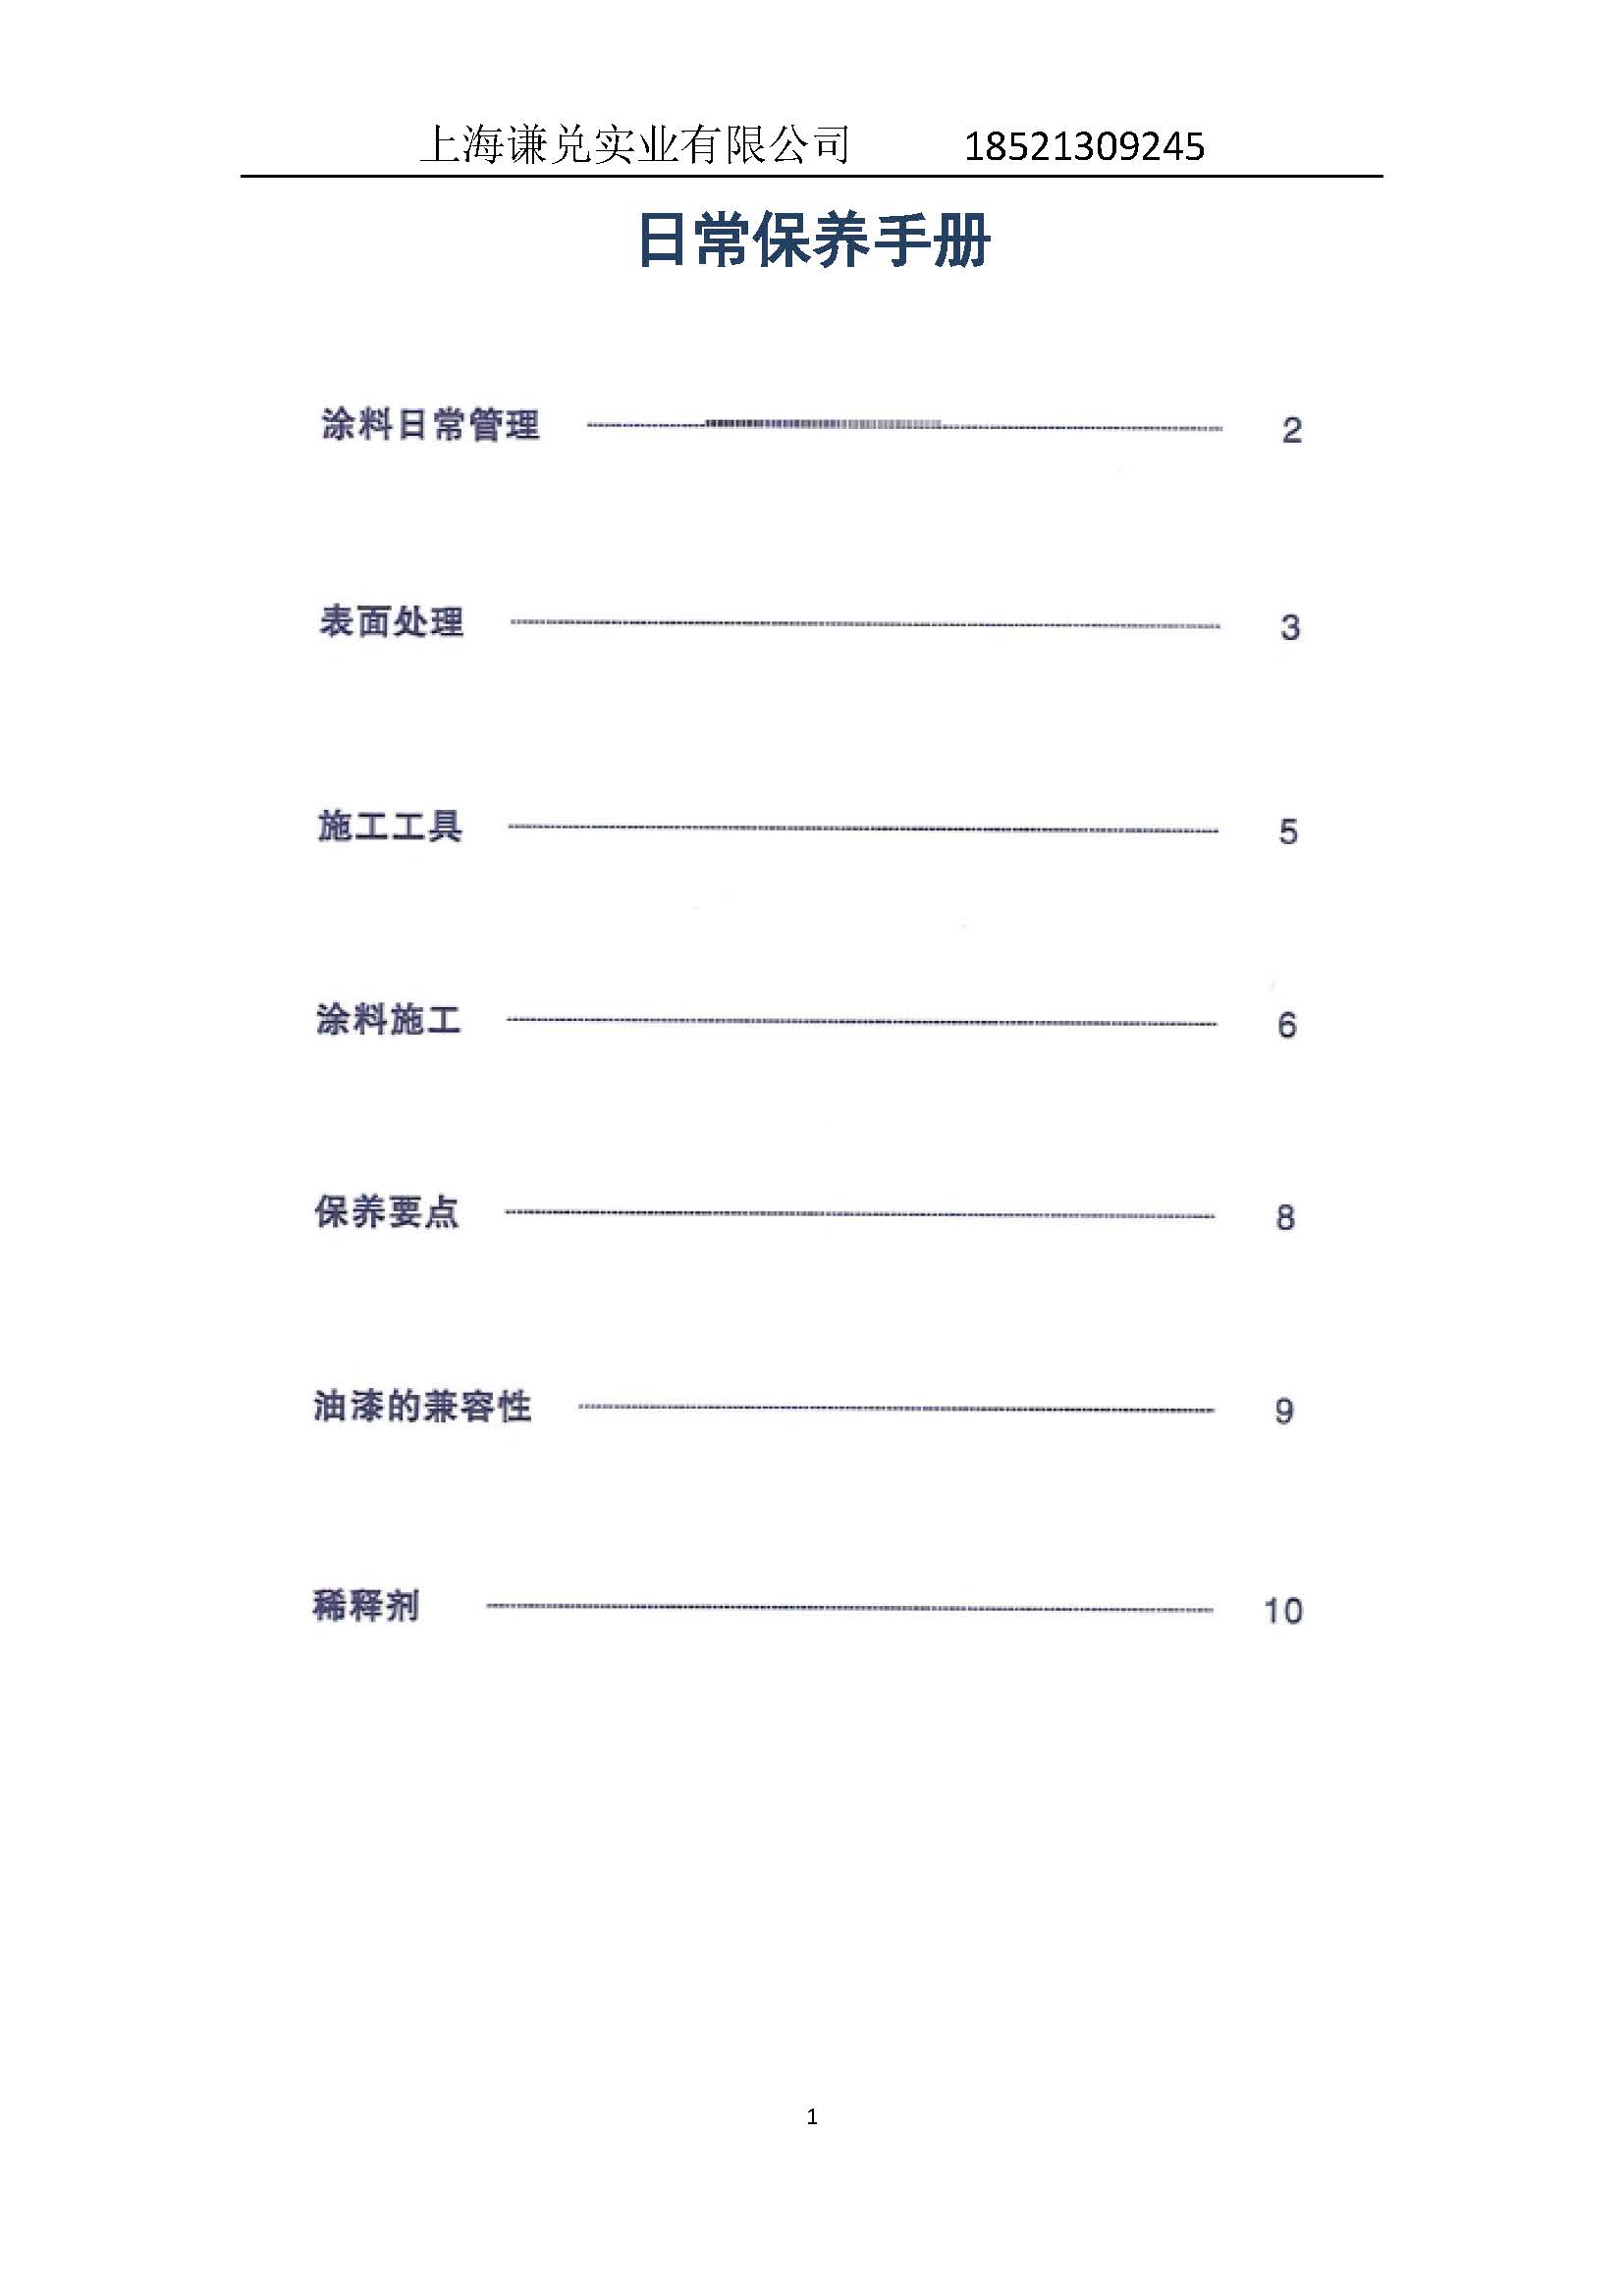 上海谦兑实业有限公司 18521309245
日常保养手册
涂料日常管理 2
表面处理 3
施工工具 5
涂料施工 6
保养要点 8
油漆的兼容性 9
稀释剂 10
1